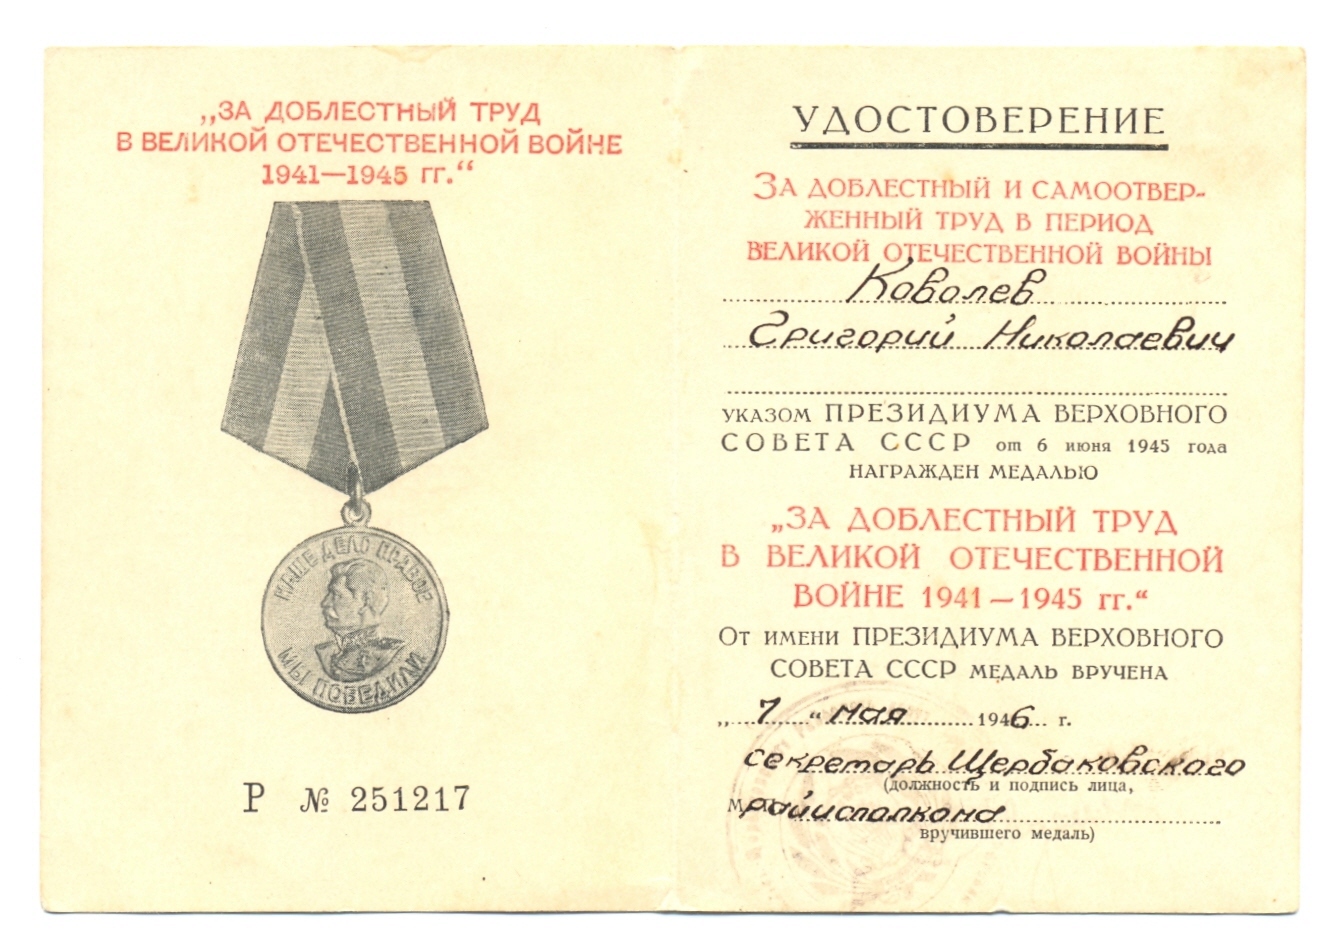 „ЗА ДОБЛЕСТНЫЙ ТРУД
В ВЕЛИКОЙ ОТЕЧЕСТВЕННОЙ ВОЙНЕ
1941—1945 гг.“
НАШЕ ДЕЛО ПРАВОЕ
МЫ ПОБЕДИЛИ
Р № 251217
УДОСТОВЕРЕНИЕ
ЗА ДОБЛЕСТНЫЙ И САМООТВЕР-
ЖЕННЫЙ ТРУД В ПЕРИОД
ВЕЛИКОЙ ОТЕЧЕСТВЕННОЙ ВОЙНЫ
Ковалев
Григорий Николаевич
УКАЗОМ ПРЕЗИДИУМА ВЕРХОВНОГО
СОВЕТА СССР от 6 июня 1945 года
НАГРАЖДЕН МЕДАЛЬЮ
„ЗА ДОБЛЕСТНЫЙ ТРУД
В ВЕЛИКОЙ ОТЕЧЕСТВЕННОЙ
ВОЙНЕ 1941—1945 гг.“
ОТ ИМЕНИ ПРЕЗИДИУМА ВЕРХОВНОГО
СОВЕТА СССР МЕДАЛЬ ВРУЧЕНА
„7“ мая 1946 г.
секретарь Щербаковского
(должность и подпись лица,
райисполкома
вручившего медаль)